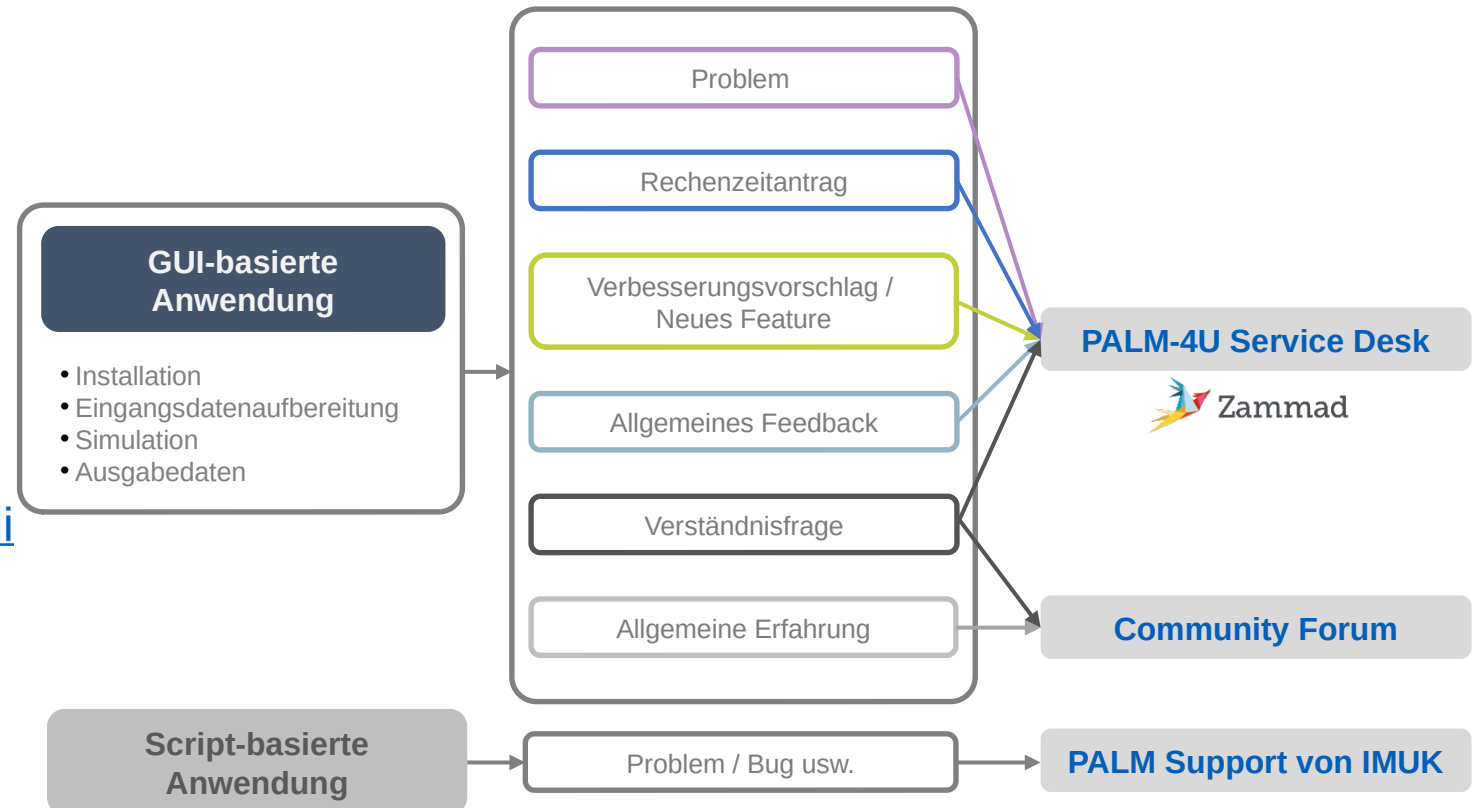 GUI-basierte
Anwendung
• Installation
• Eingangsdatenaufbereitung
• Simulation
• Ausgabedaten
Problem
Rechenzeitantrag
Verbesserungsvorschlag /
Neues Feature
Allgemeines Feedback
Verständnisfrage
Allgemeine Erfahrung
PALM-4U Service Desk
Zammad
Community Forum
Script-basierte
Anwendung
Problem / Bug usw.
PALM Support von IMUK